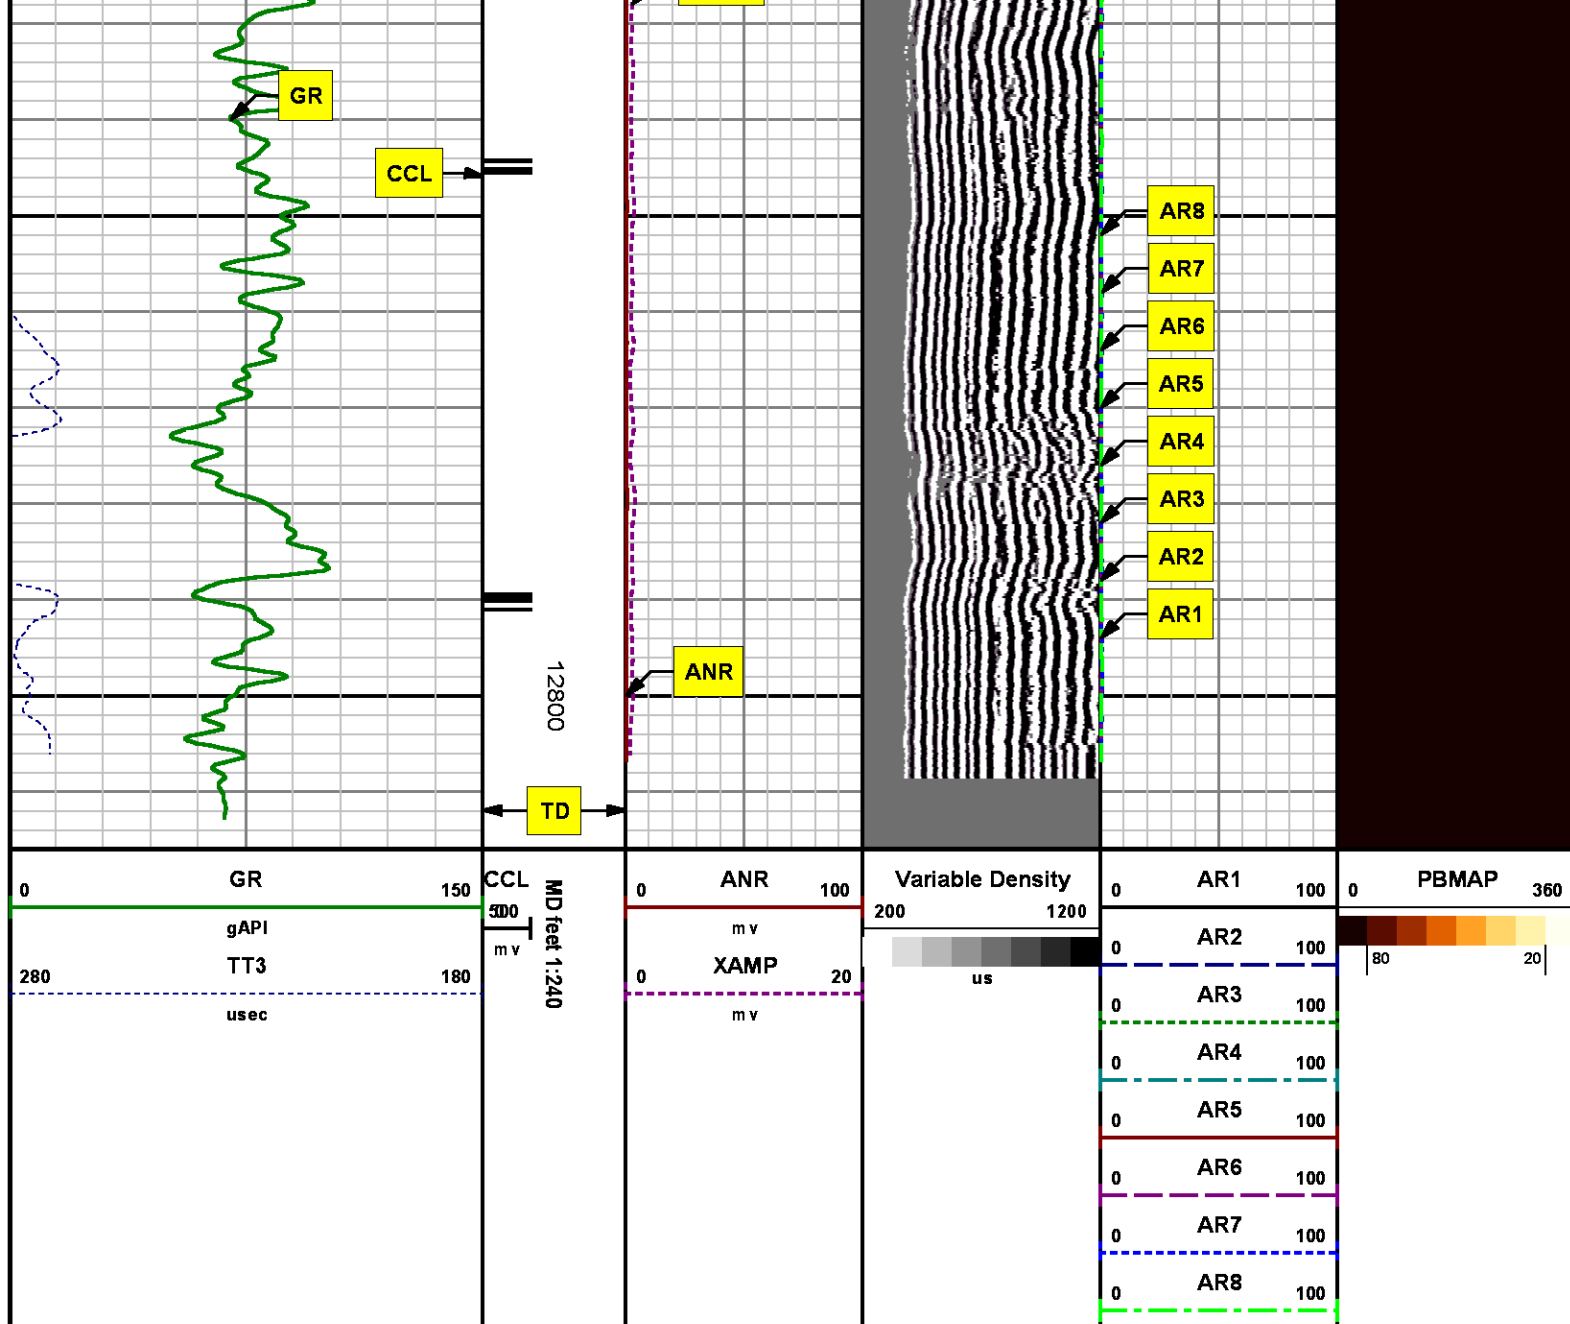 GR
CCL
AR8
AR7
AR6
AR5
AR4
AR3
AR2
AR1
ANR
12800
TD
0 GR 150
gAPI
280 TT3 180
usec
CCL
500
mv
MD feet 1:240
0 ANR 100
mv
0 XAMP 20
mv
Variable Density
200 1200
us
0 AR1 100
0 AR2 100
0 AR3 100
0 AR4 100
0 AR5 100
0 AR6 100
0 AR7 100
0 AR8 100
0 PBMAP 360
80 20